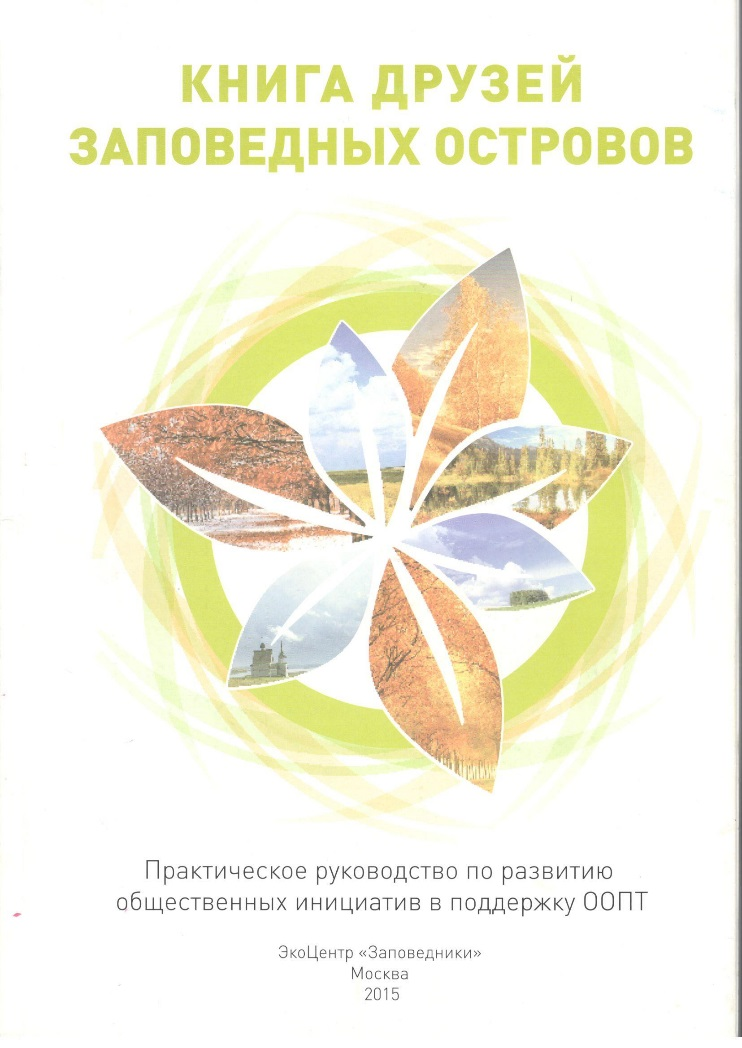 КНИГА ДРУЗЕЙ
ЗАПОВЕДНЫХ ОСТРОВОВ
Практическое руководство по развитию
общественных инициатив в поддержку ООПТ
ЭкоЦентр «Заповедники»
Москва
2015